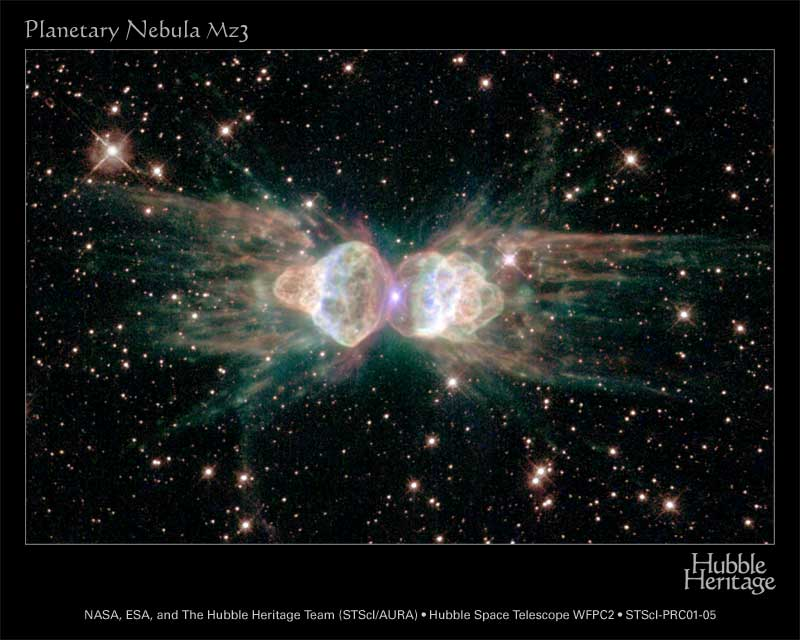 Planetary Nebula Mz3
Hubble
Heritage
NASA, ESA, and The Hubble Heritage Team (STScI/AURA) • Hubble Space Telescope WFPC2 • STScI-PRC01-05